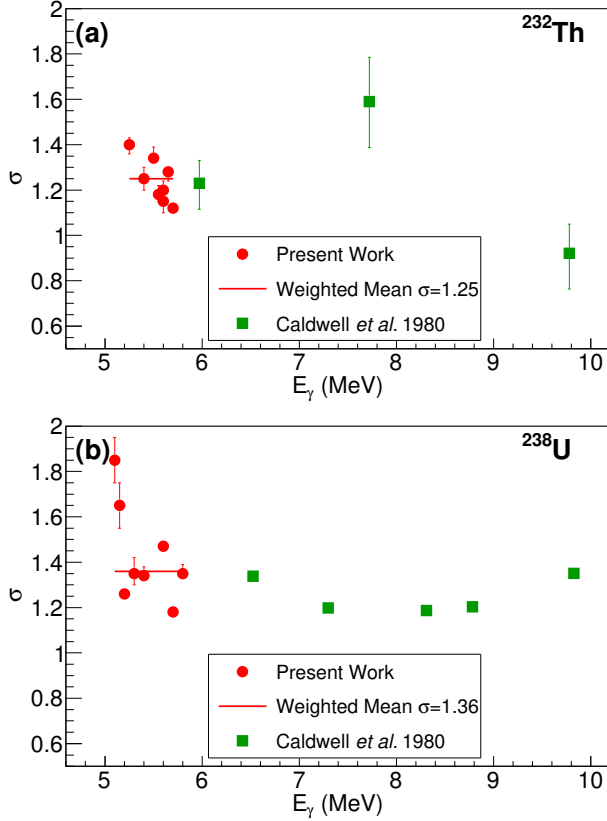 (a)
²³²Th
2
1.8
1.6
1.4
1.2
1
0.8
0.6
σ
Present Work
Weighted Mean σ=1.25
Caldwell et al. 1980
5 6 7 8 9 10
E_γ (MeV)
(b)
²³⁸U
2
1.8
1.6
1.4
1.2
1
0.8
0.6
σ
Present Work
Weighted Mean σ=1.36
Caldwell et al. 1980
5 6 7 8 9 10
E_γ (MeV)